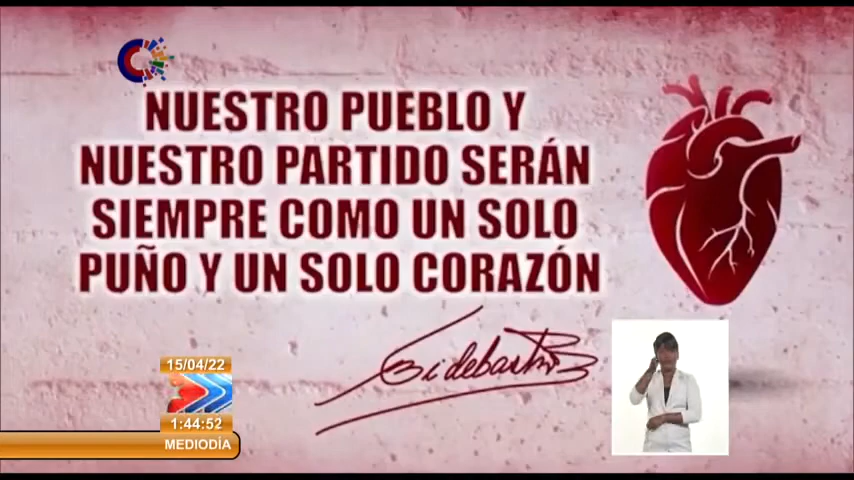 NUESTRO PUEBLO Y
NUESTRO PARTIDO SERÁN
SIEMPRE COMO UN SOLO
PUÑO Y UN SOLO CORAZÓN
15/04/22
1:44:52
MEDIODÍA